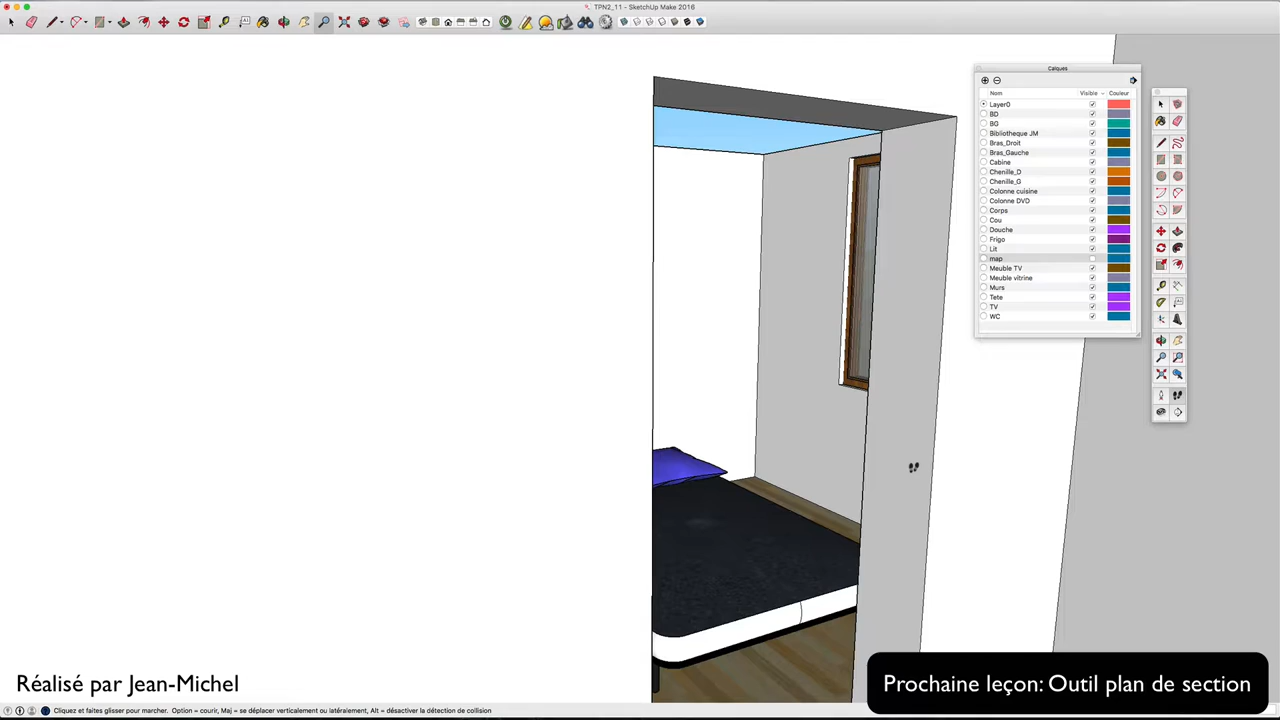 TPN2_11 - SketchUp Make 2016
Calques
Nom Visible Couleur
Layer0
BD
BG
Bibliotheque JM
Bras_Droit
Bras_Gauche
Cabine
Chenille_D
Chenille_G
Colonne cuisine
Colonne DVD
Corps
Cou
Douche
Frigo
Lit
map
Meuble TV
Meuble vitrine
Murs
Tete
TV
WC
Réalisé par Jean-Michel
Prochaine leçon: Outil plan de section
Cliquez et faites glisser pour marcher. Option = courir, Maj = se déplacer verticalement ou latéralement, Alt = désactiver la détection de collision